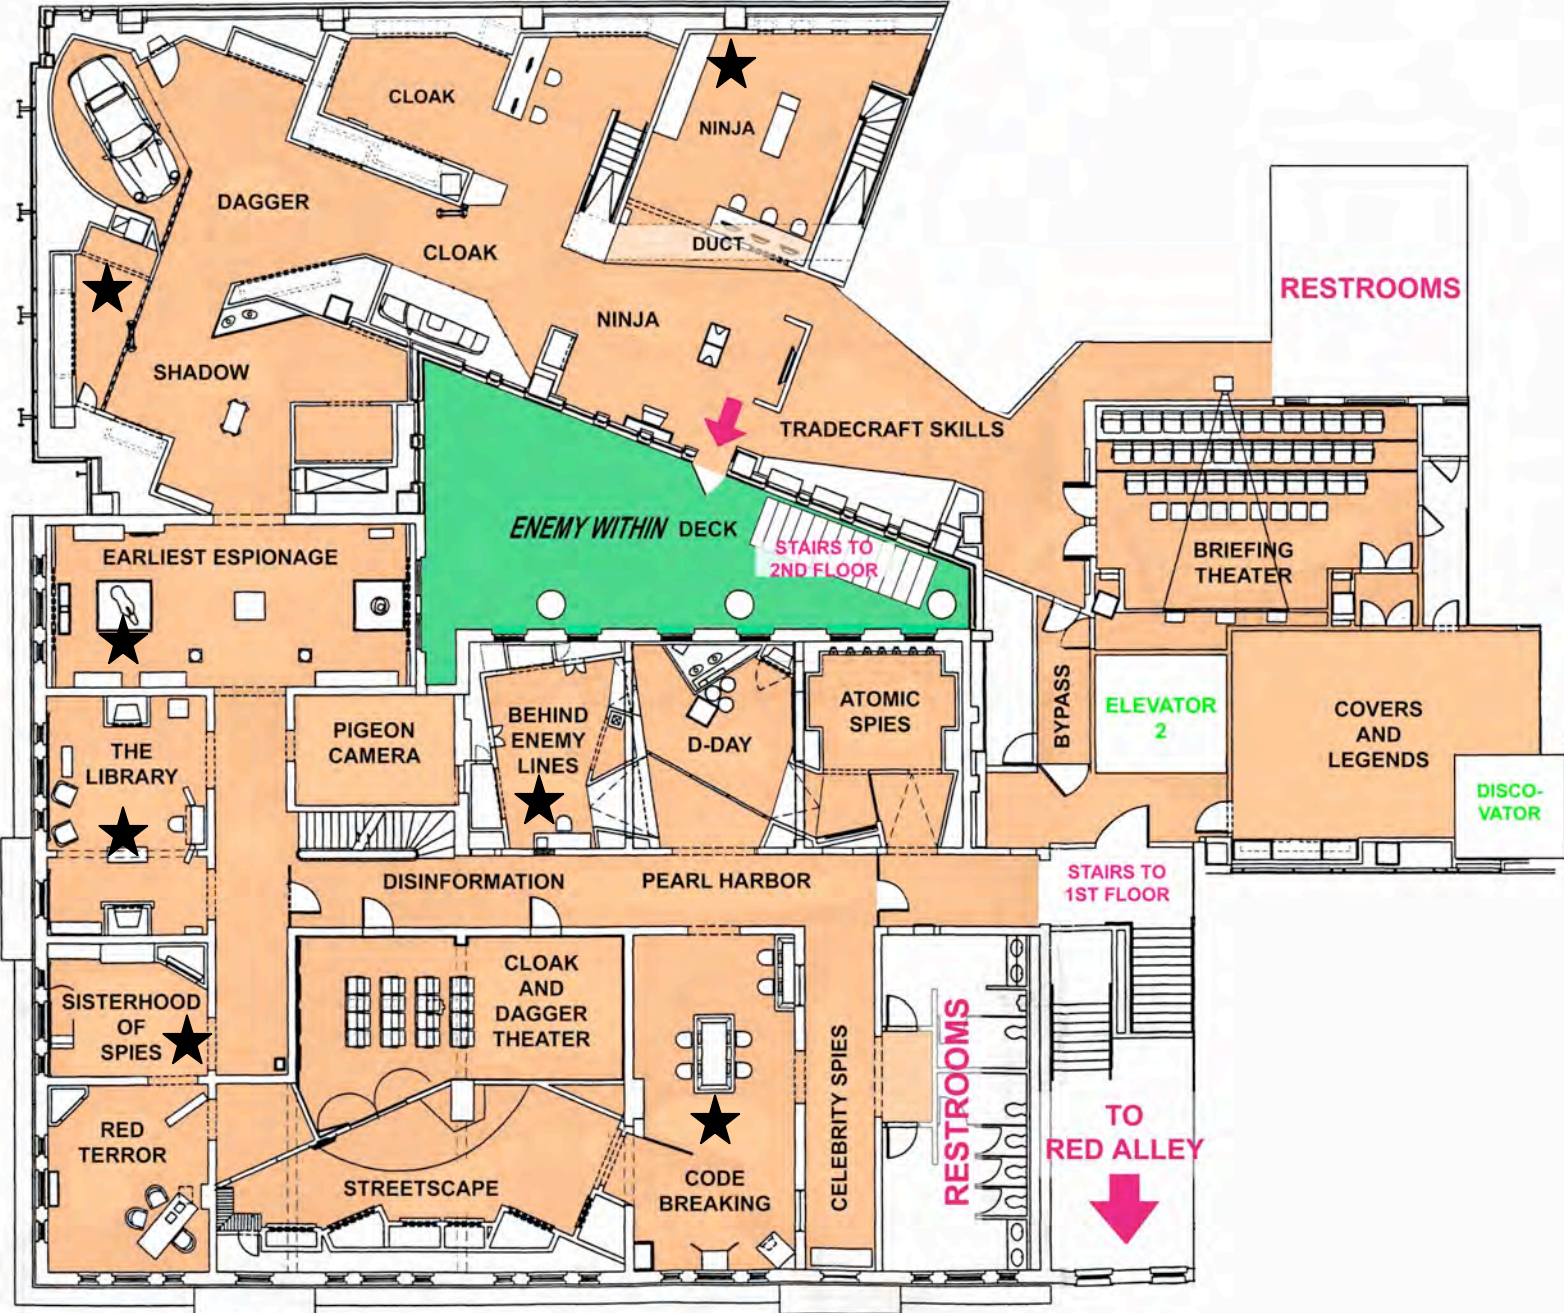 CLOAK
NINJA
DAGGER
DUCT
CLOAK
RESTROOMS
NINJA
SHADOW
TRADECRAFT SKILLS
ENEMY WITHIN DECK
STAIRS TO
2ND FLOOR
EARLIEST ESPIONAGE
BRIEFING
THEATER
BYPASS
ELEVATOR
2
COVERS
AND
LEGENDS
DISCO-
VATOR
THE
LIBRARY
PIGEON
CAMERA
BEHIND
ENEMY
LINES
D-DAY
ATOMIC
SPIES
DISINFORMATION
PEARL HARBOR
STAIRS TO
1ST FLOOR
SISTERHOOD
OF
SPIES
CLOAK
AND
DAGGER
THEATER
CELEBRITY SPIES
RESTROOMS
RED
TERROR
STREETSCAPE
CODE
BREAKING
TO
RED ALLEY